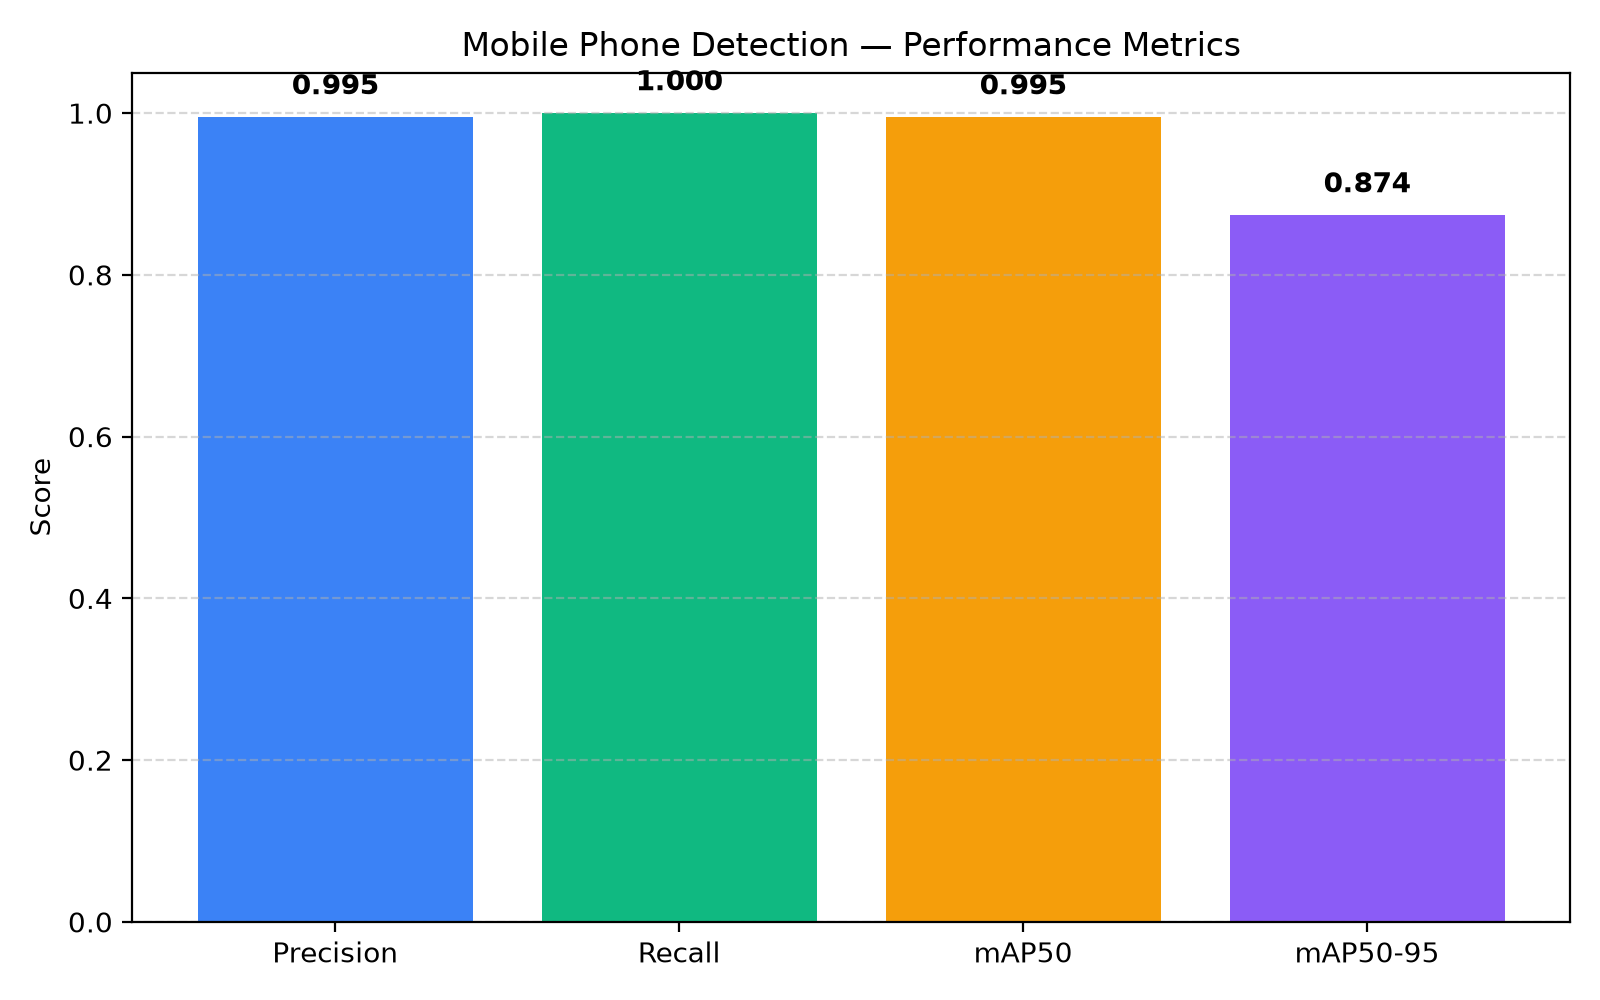 Mobile Phone Detection — Performance Metrics
0.995
1.000
0.995
0.874
1.0
0.8
0.6
0.4
0.2
0.0
Score
Precision
Recall
mAP50
mAP50-95